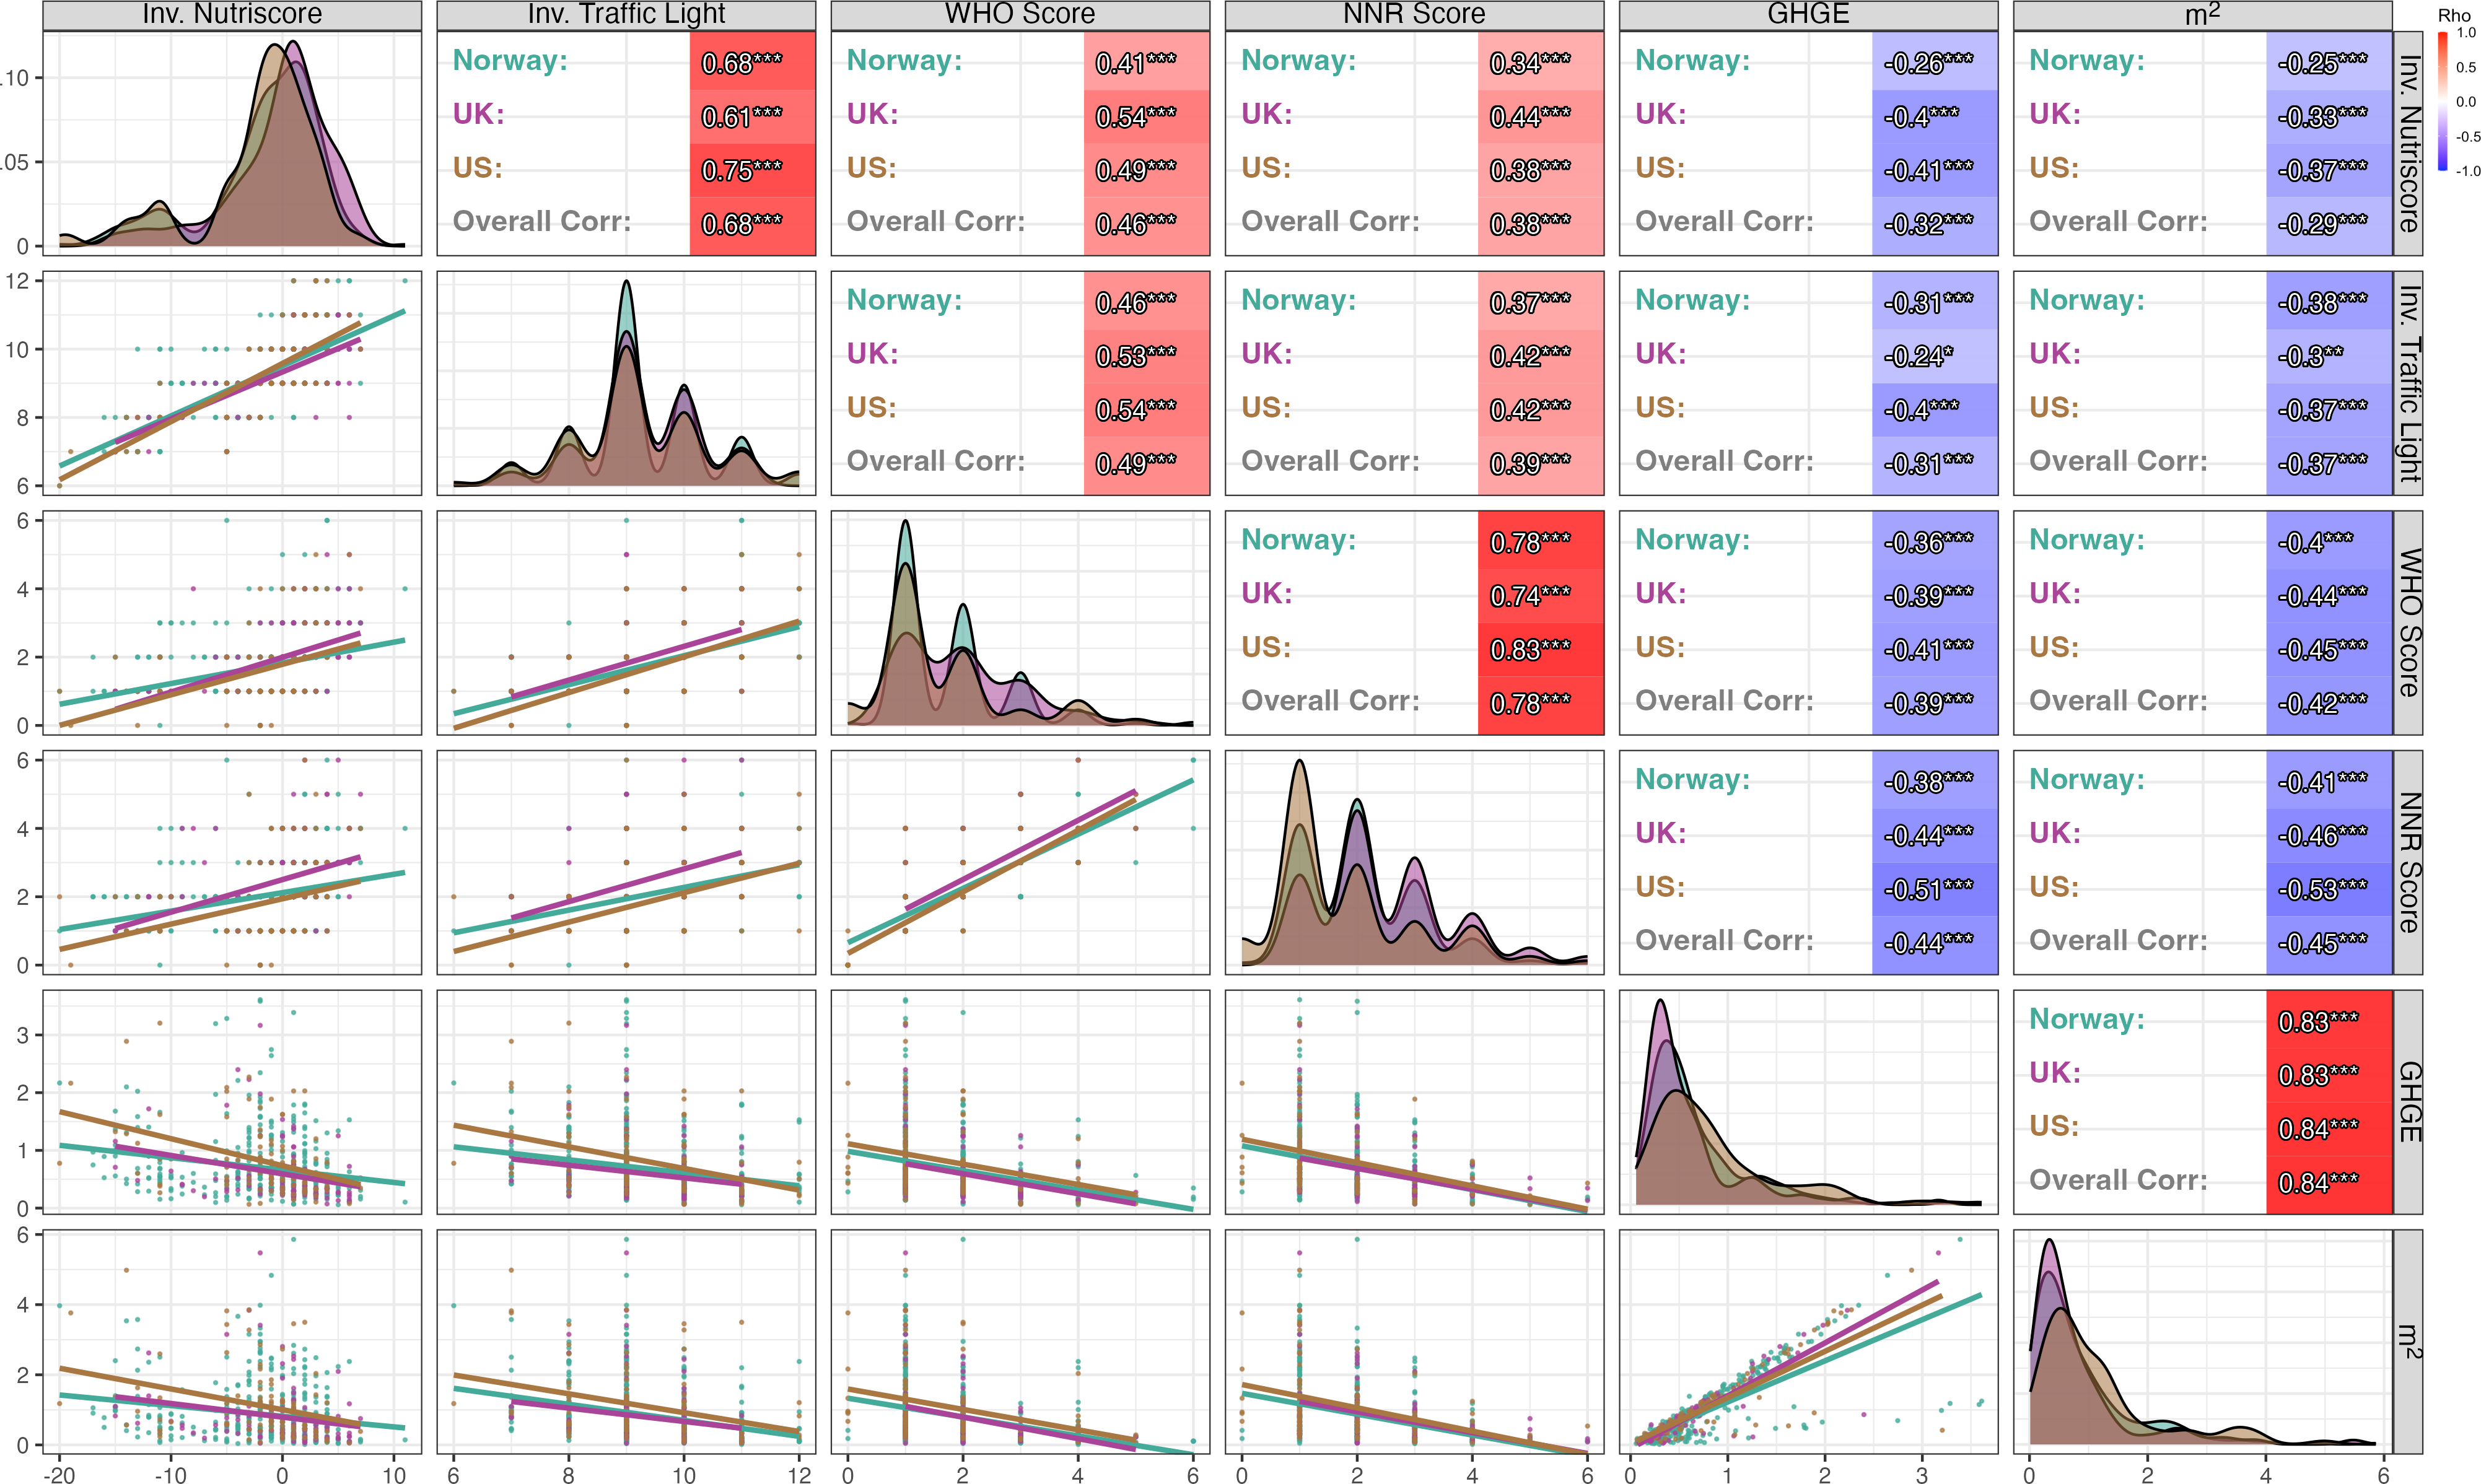 Inv. Nutriscore
Inv. Traffic Light
WHO Score
NNR Score
GHGE
m²
Rho
1.0
0.5
0.0
-0.5
-1.0
.10
.05
0
Norway: 0.68***
UK: 0.61***
US: 0.75***
Overall Corr: 0.68***
Norway: 0.41***
UK: 0.54***
US: 0.49***
Overall Corr: 0.46***
Norway: 0.34***
UK: 0.44***
US: 0.38***
Overall Corr: 0.38***
Norway: -0.26***
UK: -0.4***
US: -0.41***
Overall Corr: -0.32***
Norway: -0.25***
UK: -0.33***
US: -0.37***
Overall Corr: -0.29***
Inv. Nutriscore
12
10
8
6
Norway: 0.46***
UK: 0.53***
US: 0.54***
Overall Corr: 0.49***
Norway: 0.37***
UK: 0.42***
US: 0.42***
Overall Corr: 0.39***
Norway: -0.31***
UK: -0.24*
US: -0.4***
Overall Corr: -0.31***
Norway: -0.38***
UK: -0.3**
US: -0.37***
Overall Corr: -0.37***
Inv. Traffic Light
6
4
2
0
Norway: 0.78***
UK: 0.74***
US: 0.83***
Overall Corr: 0.78***
Norway: -0.36***
UK: -0.39***
US: -0.41***
Overall Corr: -0.39***
Norway: -0.4***
UK: -0.44***
US: -0.45***
Overall Corr: -0.42***
WHO Score
6
4
2
0
Norway: -0.38***
UK: -0.44***
US: -0.51***
Overall Corr: -0.44***
Norway: -0.41***
UK: -0.46***
US: -0.53***
Overall Corr: -0.45***
NNR Score
3
2
1
0
Norway: 0.83***
UK: 0.83***
US: 0.84***
Overall Corr: 0.84***
GHGE
6
4
2
0
m²
-20 -10 0 10
6 8 10 12
0 2 4 6
0 2 4 6
0 1 2 3
0 2 4 6